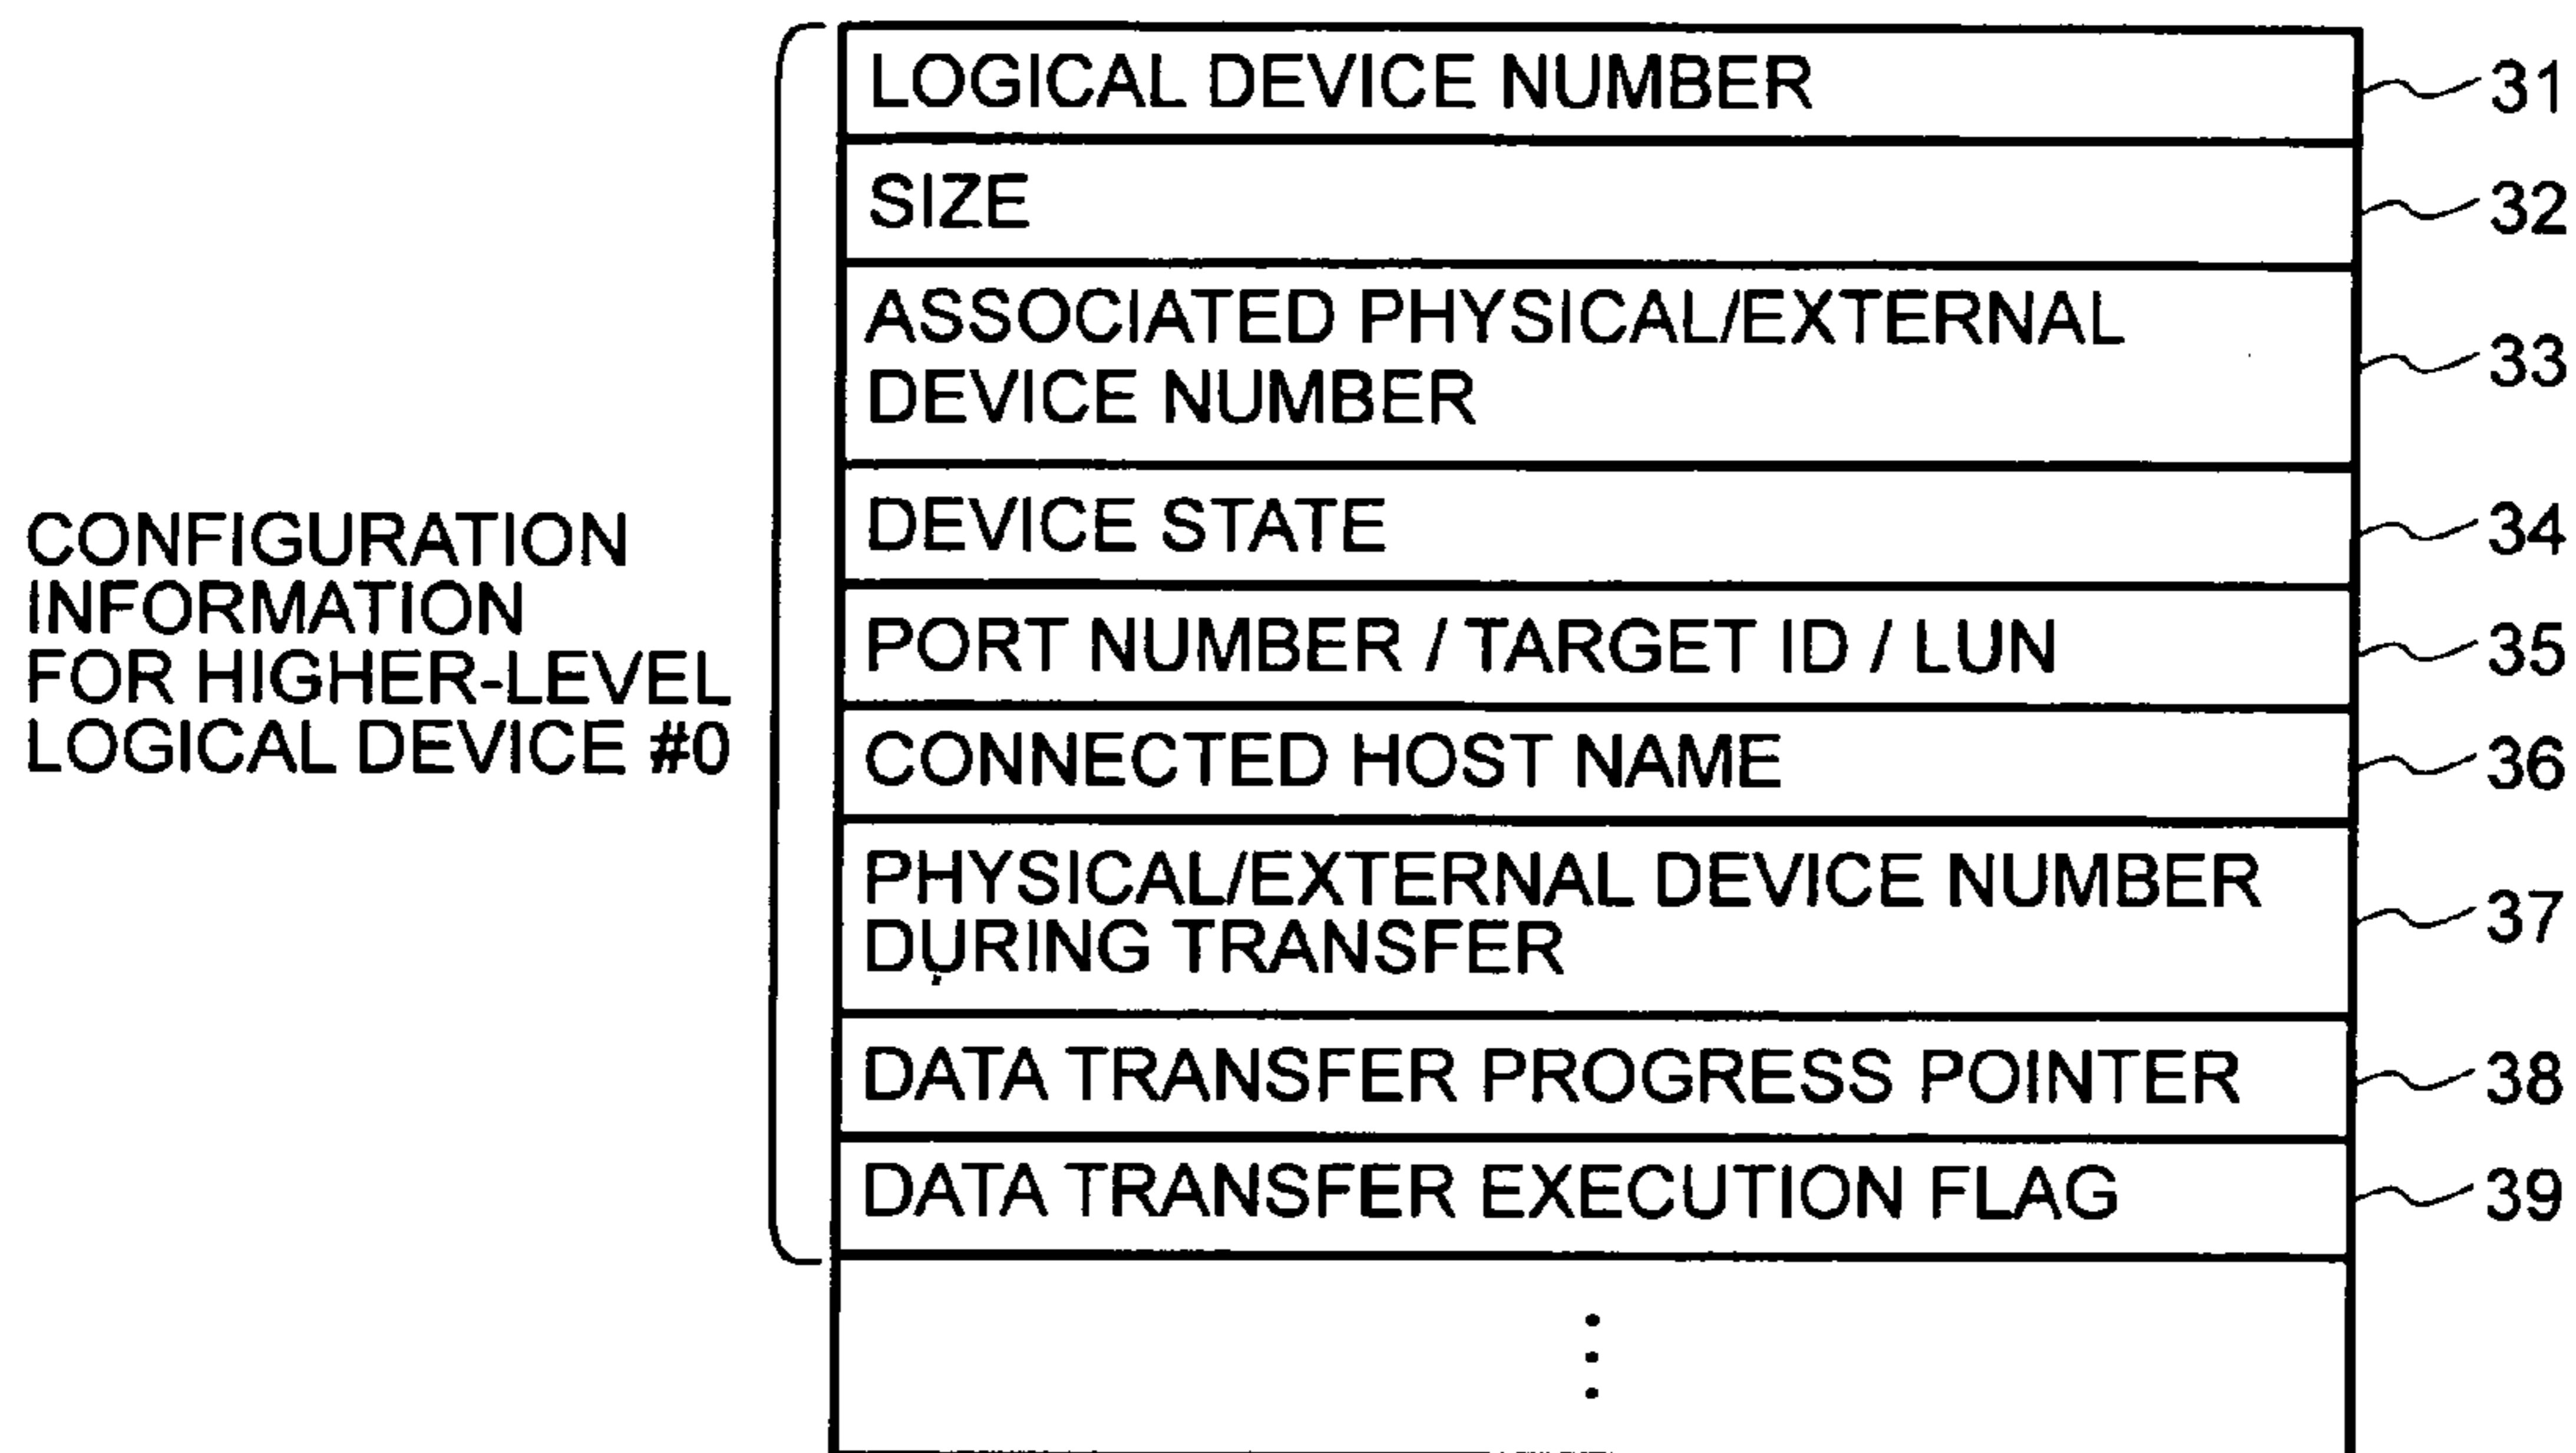 CONFIGURATION
INFORMATION
FOR HIGHER-LEVEL
LOGICAL DEVICE #0
LOGICAL DEVICE NUMBER
31
SIZE
32
ASSOCIATED PHYSICAL/EXTERNAL
DEVICE NUMBER
33
DEVICE STATE
34
PORT NUMBER / TARGET ID / LUN
35
CONNECTED HOST NAME
36
PHYSICAL/EXTERNAL DEVICE NUMBER
DURING TRANSFER
37
DATA TRANSFER PROGRESS POINTER
38
DATA TRANSFER EXECUTION FLAG
39